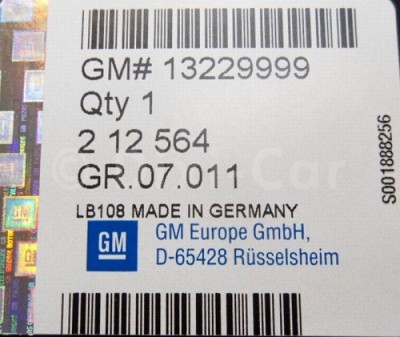 GM# 13229999
Qty 1
2 12 564
GR.07.011
LB108 MADE IN GERMANY
GM
GM Europe GmbH,
D-65428 Rüsselsheim
S001888256